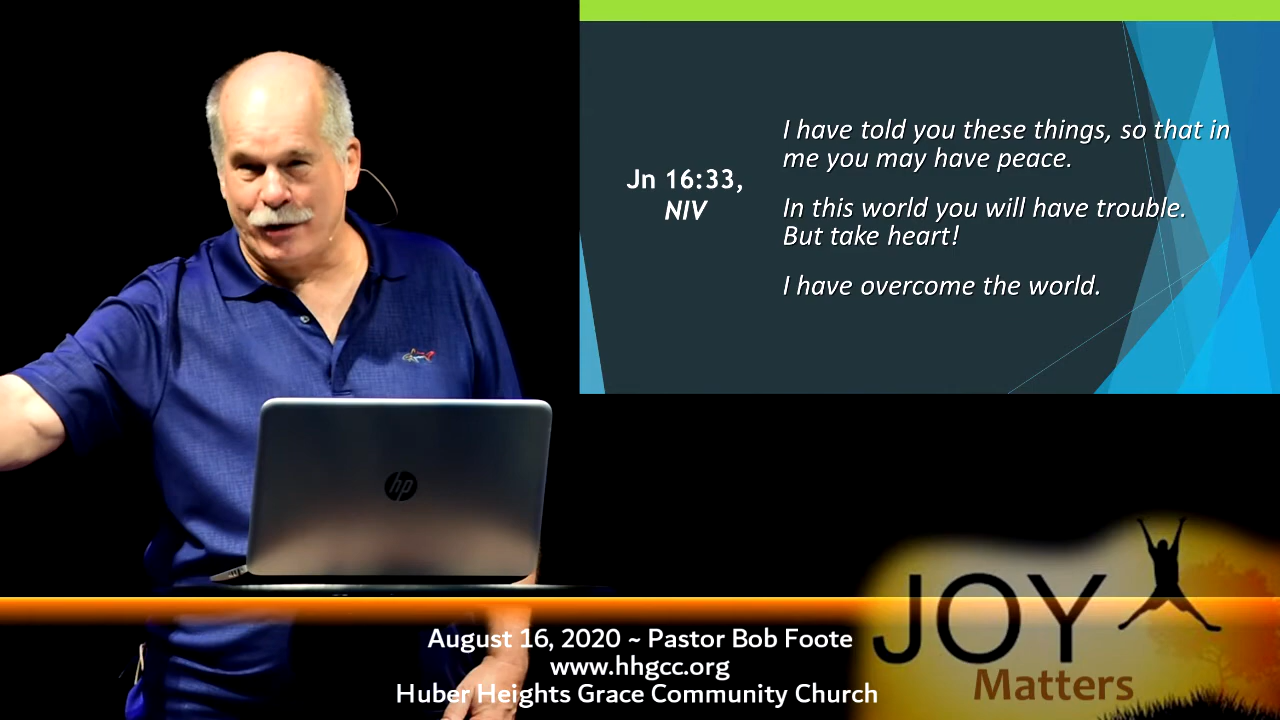 Jn 16:33,
NIV
I have told you these things, so that in
me you may have peace.
In this world you will have trouble.
But take heart!
I have overcome the world.
hp
August 16, 2020 ~ Pastor Bob Foote
www.hhgcc.org
Huber Heights Grace Community Church
JOY
Matters